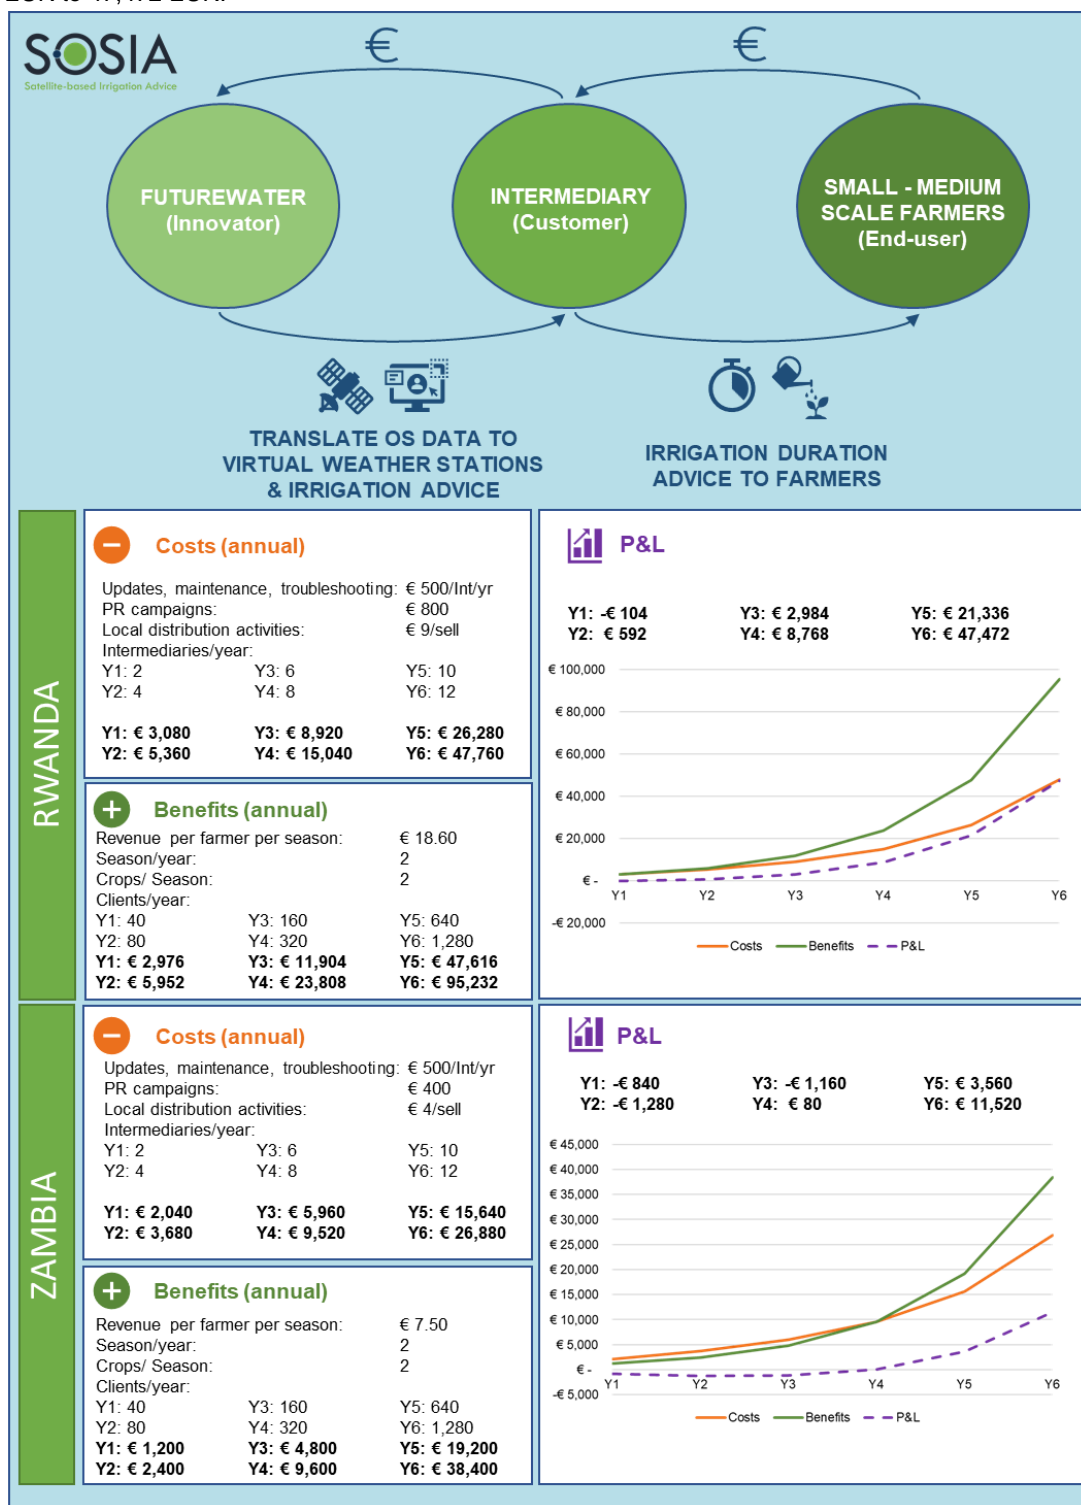 SOSIA
Satellite-based Irrigation Advice
€
€
FUTUREWATER
(Innovator)
INTERMEDIARY
(Customer)
SMALL - MEDIUM
SCALE FARMERS
(End-user)
TRANSLATE OS DATA TO
VIRTUAL WEATHER STATIONS
& IRRIGATION ADVICE
IRRIGATION DURATION
ADVICE TO FARMERS
RWANDA
Costs (annual)
Updates, maintenance, troubleshooting: € 500/Int/yr
PR campaigns: € 800
Local distribution activities: € 9/sell
Intermediaries/year:
Y1: 2 Y3: 6 Y5: 10
Y2: 4 Y4: 8 Y6: 12
Y1: € 3,080 Y3: € 8,920 Y5: € 26,280
Y2: € 5,360 Y4: € 15,040 Y6: € 47,760
Benefits (annual)
Revenue per farmer per season: € 18.60
Season/year: 2
Crops/ Season: 2
Clients/year:
Y1: 40 Y3: 160 Y5: 640
Y2: 80 Y4: 320 Y6: 1,280
Y1: € 2,976 Y3: € 11,904 Y5: € 47,616
Y2: € 5,952 Y4: € 23,808 Y6: € 95,232
P&L
Y1: -€ 104 Y3: € 2,984 Y5: € 21,336
Y2: € 592 Y4: € 8,768 Y6: € 47,472
€ 100,000
€ 80,000
€ 60,000
€ 40,000
€ 20,000
€ -
-€ 20,000
Y1 Y2 Y3 Y4 Y5 Y6
Costs Benefits P&L
ZAMBIA
Costs (annual)
Updates, maintenance, troubleshooting: € 500/Int/yr
PR campaigns: € 400
Local distribution activities: € 4/sell
Intermediaries/year:
Y1: 2 Y3: 6 Y5: 10
Y2: 4 Y4: 8 Y6: 12
Y1: € 2,040 Y3: € 5,960 Y5: € 15,640
Y2: € 3,680 Y4: € 9,520 Y6: € 26,880
Benefits (annual)
Revenue per farmer per season: € 7.50
Season/year: 2
Crops/ Season: 2
Clients/year:
Y1: 40 Y3: 160 Y5: 640
Y2: 80 Y4: 320 Y6: 1,280
Y1: € 1,200 Y3: € 4,800 Y5: € 19,200
Y2: € 2,400 Y4: € 9,600 Y6: € 38,400
P&L
Y1: -€ 840 Y3: -€ 1,160 Y5: € 3,560
Y2: -€ 1,280 Y4: € 80 Y6: € 11,520
€ 45,000
€ 40,000
€ 35,000
€ 30,000
€ 25,000
€ 20,000
€ 15,000
€ 10,000
€ 5,000
€ -
-€ 5,000
Y1 Y2 Y3 Y4 Y5 Y6
Costs Benefits P&L